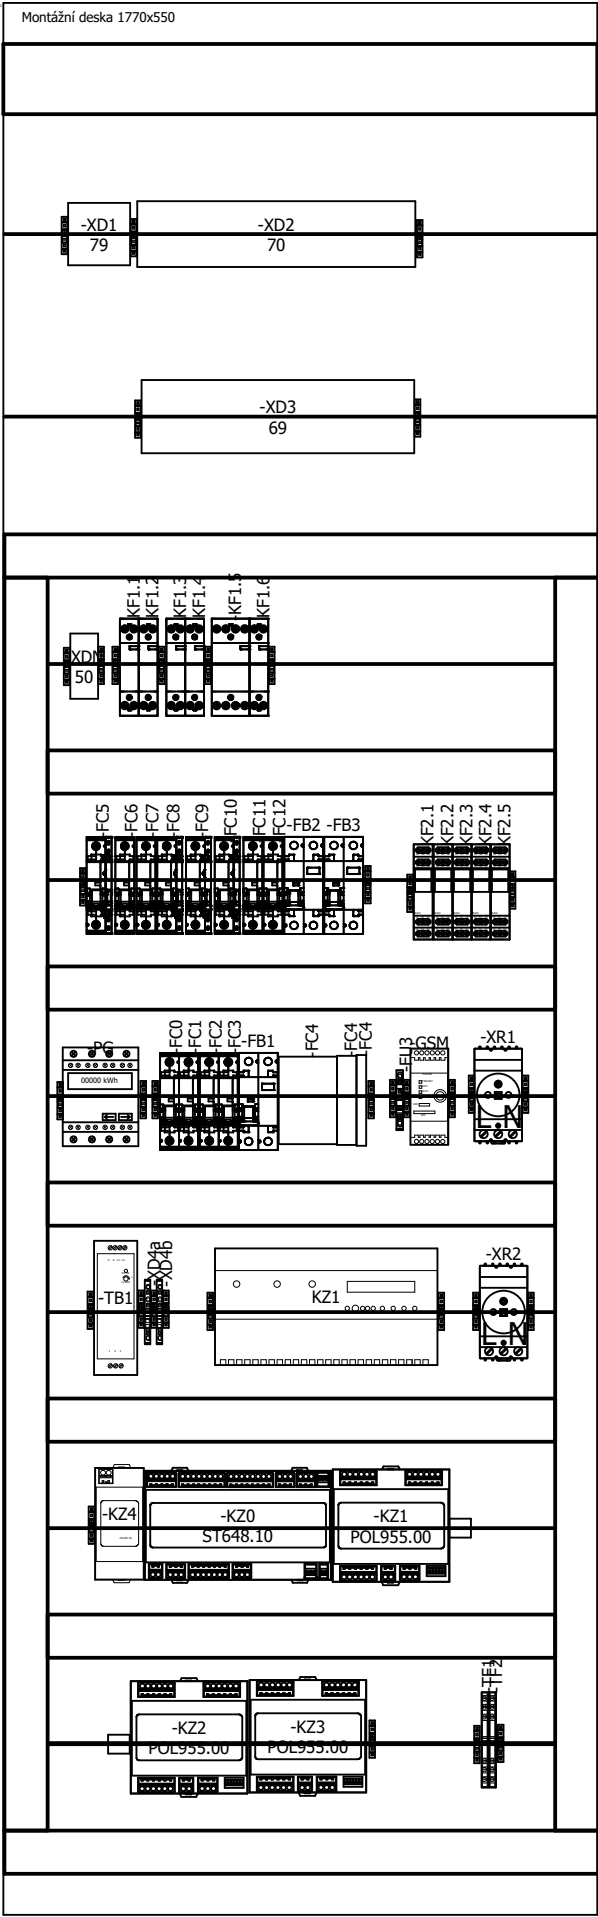 Montážní deska 1770x550
-XD1
79
-XD2
70
-XD3
69
KF1.1
KF1.2
KF1.3
KF1.4
-KF1.5
KF1.6
50
-FC5
-FC6
-FC7
-FC8
-FC9
-FC10
-FC11
-FC12
-FB2
-FB3
KF2.1
KF2.2
KF2.3
KF2.4
KF2.5
-PG
00000 kWh
-FC0
-FC1
-FC2
-FC3
-FB1
-FC4
-FC4
-FC4
-GSM
-XR1
L N
-TB1
-XD4a
-XD4b
KZ1
-XR2
L N
-KZ4
-KZ0
ST648.10
-KZ1
POL955.00
-KZ2
POL955.00
-KZ3
POL955.00
-TF1
-TF2